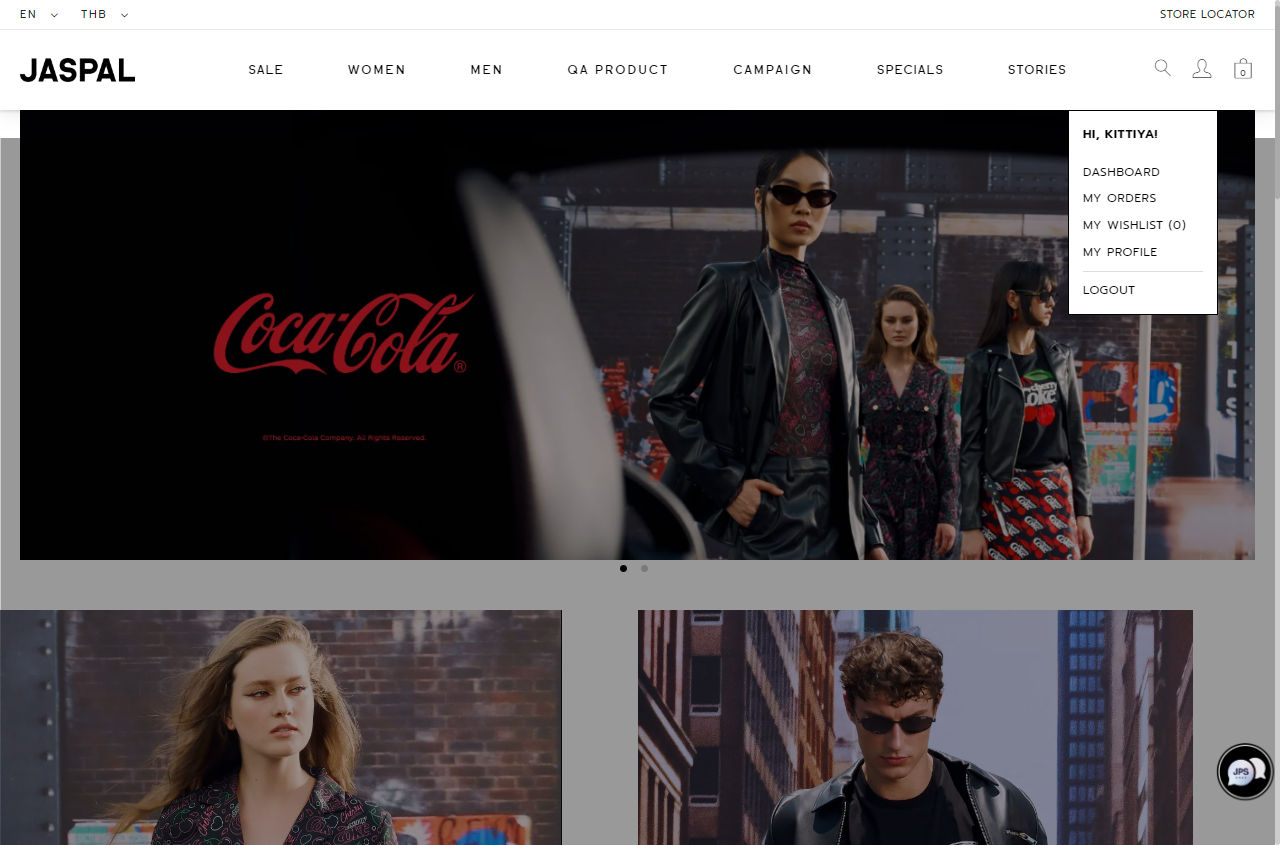 EN THB STORE LOCATOR
JASPAL SALE WOMEN MEN QA PRODUCT CAMPAIGN SPECIALS STORIES 0
HI, KITTIYA!
DASHBOARD
MY ORDERS
MY WISHLIST (0)
MY PROFILE
LOGOUT
Coca-Cola®
©The Coca-Cola Company. All Rights Reserved.
cherry
Coke
JPS